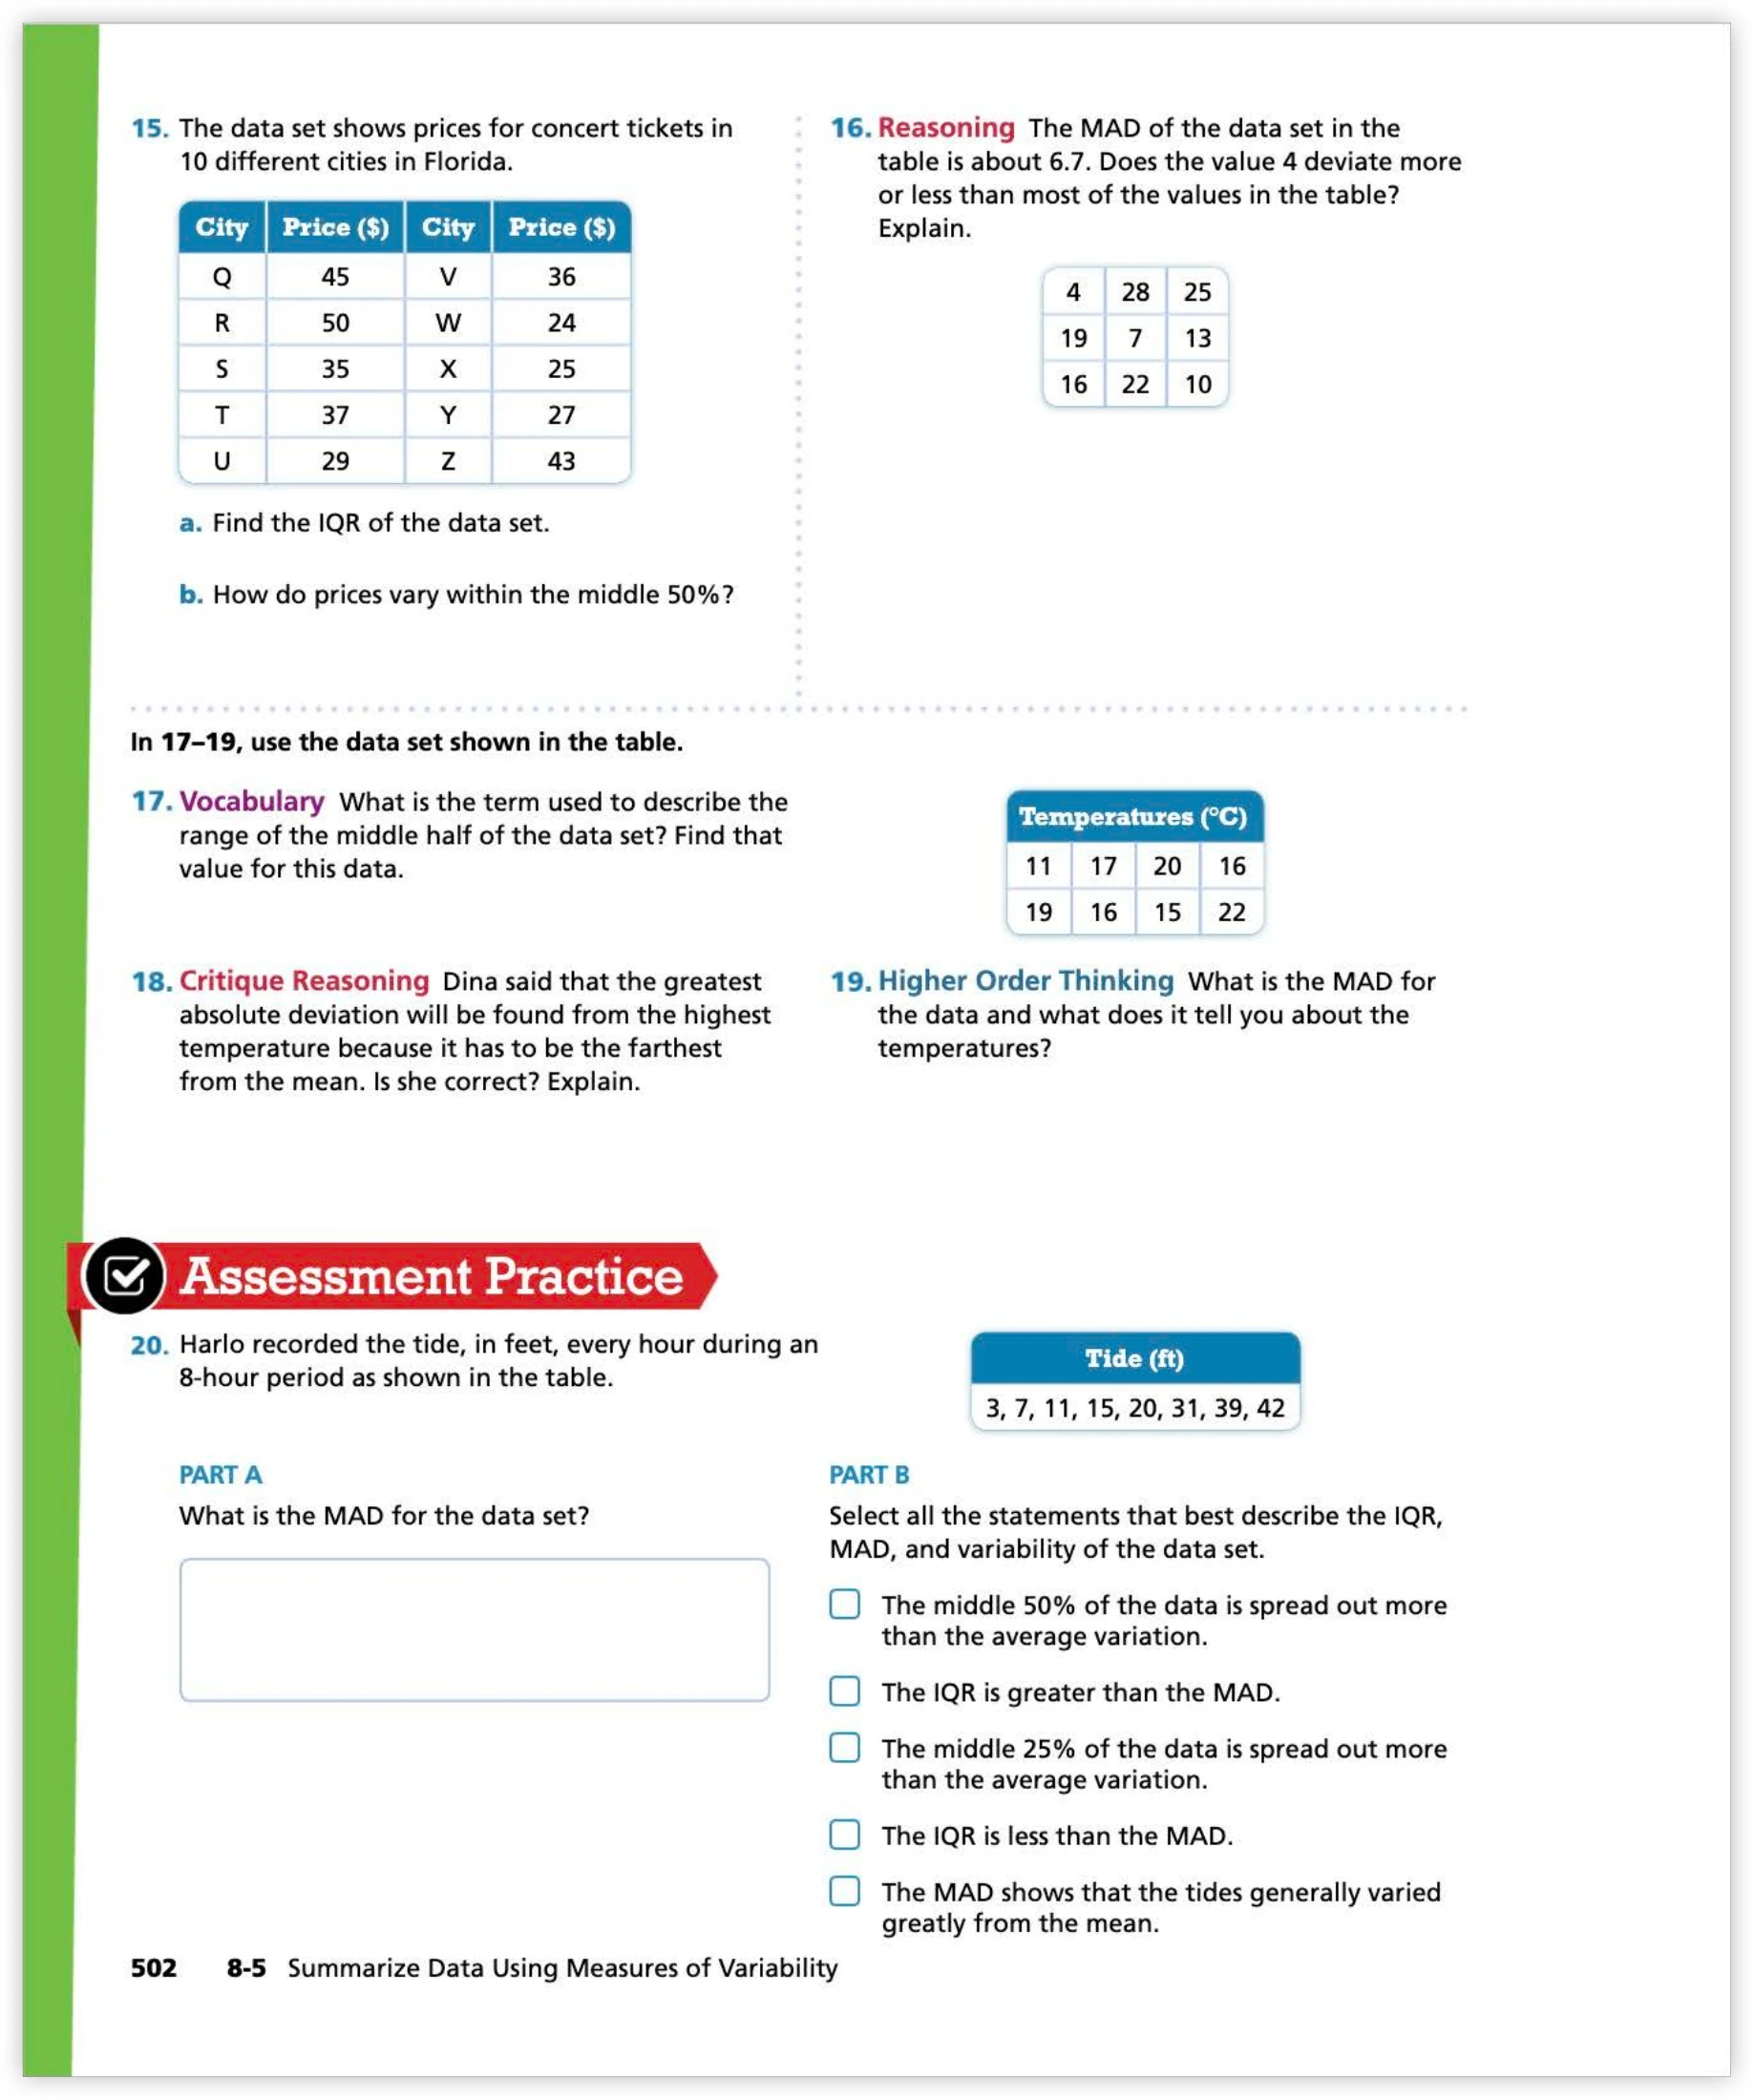 15. The data set shows prices for concert tickets in
10 different cities in Florida.
City Price ($) City Price ($)
Q 45 V 36
R 50 W 24
S 35 X 25
T 37 Y 27
U 29 Z 43
a. Find the IQR of the data set.
b. How do prices vary within the middle 50%?
16. Reasoning The MAD of the data set in the
table is about 6.7. Does the value 4 deviate more
or less than most of the values in the table?
Explain.
4 28 25
19 7 13
16 22 10
In 17–19, use the data set shown in the table.
17. Vocabulary What is the term used to describe the
range of the middle half of the data set? Find that
value for this data.
Temperatures (°C)
11 17 20 16
19 16 15 22
18. Critique Reasoning Dina said that the greatest
absolute deviation will be found from the highest
temperature because it has to be the farthest
from the mean. Is she correct? Explain.
19. Higher Order Thinking What is the MAD for
the data and what does it tell you about the
temperatures?
Assessment Practice
20. Harlo recorded the tide, in feet, every hour during an
8-hour period as shown in the table.
Tide (ft)
3, 7, 11, 15, 20, 31, 39, 42
PART A
What is the MAD for the data set?
PART B
Select all the statements that best describe the IQR,
MAD, and variability of the data set.
The middle 50% of the data is spread out more
than the average variation.
The IQR is greater than the MAD.
The middle 25% of the data is spread out more
than the average variation.
The IQR is less than the MAD.
The MAD shows that the tides generally varied
greatly from the mean.
502 8-5 Summarize Data Using Measures of Variability